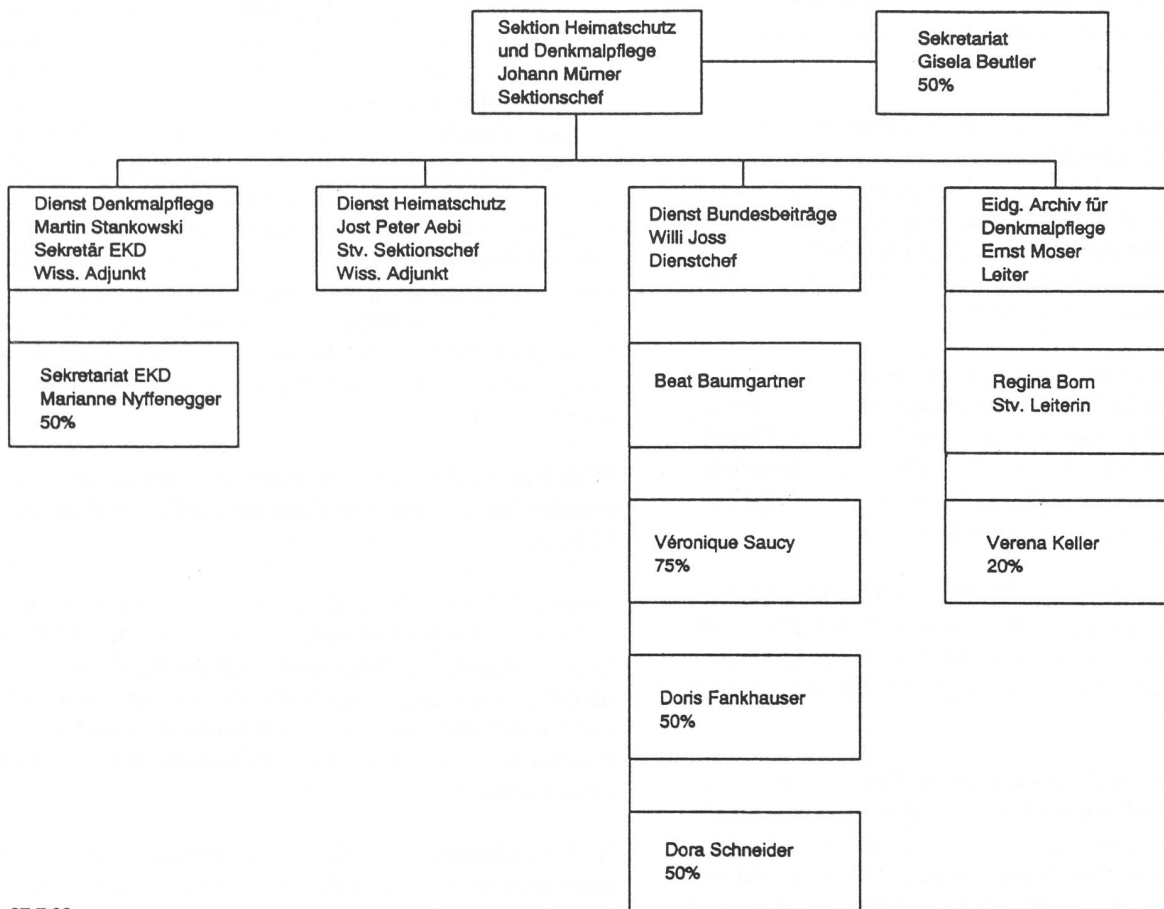 Sektion Heimatschutz
und Denkmalpflege
Johann Mürner
Sektionschef
Sekretariat
Gisela Beutler
50%
Dienst Denkmalpflege
Martin Stankowski
Sekretär EKD
Wiss. Adjunkt
Dienst Heimatschutz
Jost Peter Aebi
Stv. Sektionschef
Wiss. Adjunkt
Dienst Bundesbeiträge
Willi Joss
Dienstchef
Eidg. Archiv für
Denkmalpflege
Ernst Moser
Leiter
Sekretariat EKD
Marianne Nyffenegger
50%
Beat Baumgartner
Regina Born
Stv. Leiterin
Véronique Saucy
75%
Verena Keller
20%
Doris Fankhauser
50%
Dora Schneider
50%